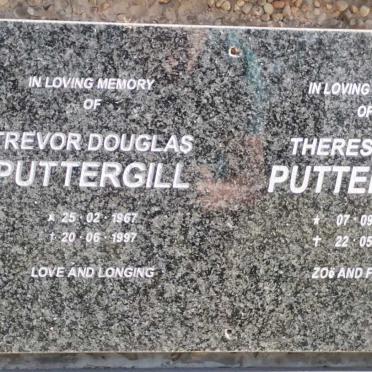 IN LOVING MEMORY
OF
TREVOR DOUGLAS
PUTTERGILL
* 25 · 02 · 1967
† 20 · 06 · 1997
LOVE AND LONGING
IN LOVING
OF
THERES
PUTTE
* 07 · 09
† 22 · 05
ZOë AND F